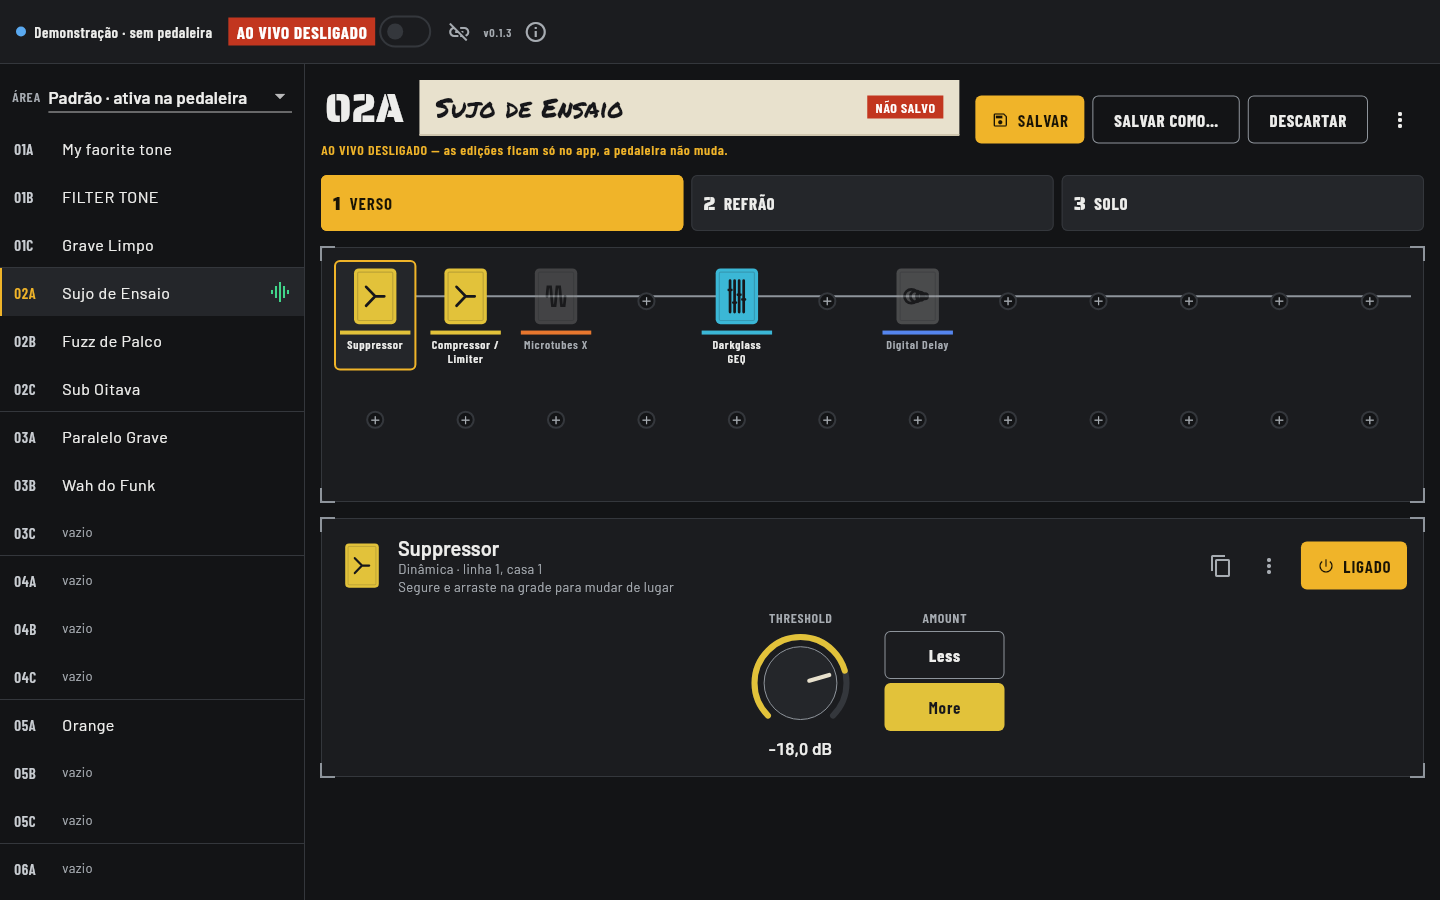 Demonstração · sem pedaleira
AO VIVO DESLIGADO
v0.1.3
ÁREA Padrão · ativa na pedaleira
01A My faorite tone
01B FILTER TONE
01C Grave Limpo
02A Sujo de Ensaio
02B Fuzz de Palco
02C Sub Oitava
03A Paralelo Grave
03B Wah do Funk
03C vazio
04A vazio
04B vazio
04C vazio
05A Orange
05B vazio
05C vazio
06A vazio
02A
Sujo de Ensaio
NÃO SALVO
SALVAR
SALVAR COMO...
DESCARTAR
AO VIVO DESLIGADO — as edições ficam só no app, a pedaleira não muda.
1 VERSO
2 REFRÃO
3 SOLO
Suppressor
Compressor /
Limiter
Microtubes X
Darkglass
GEQ
Digital Delay
Suppressor
Dinâmica · linha 1, casa 1
Segure e arraste na grade para mudar de lugar
LIGADO
THRESHOLD
-18,0 dB
AMOUNT
Less
More